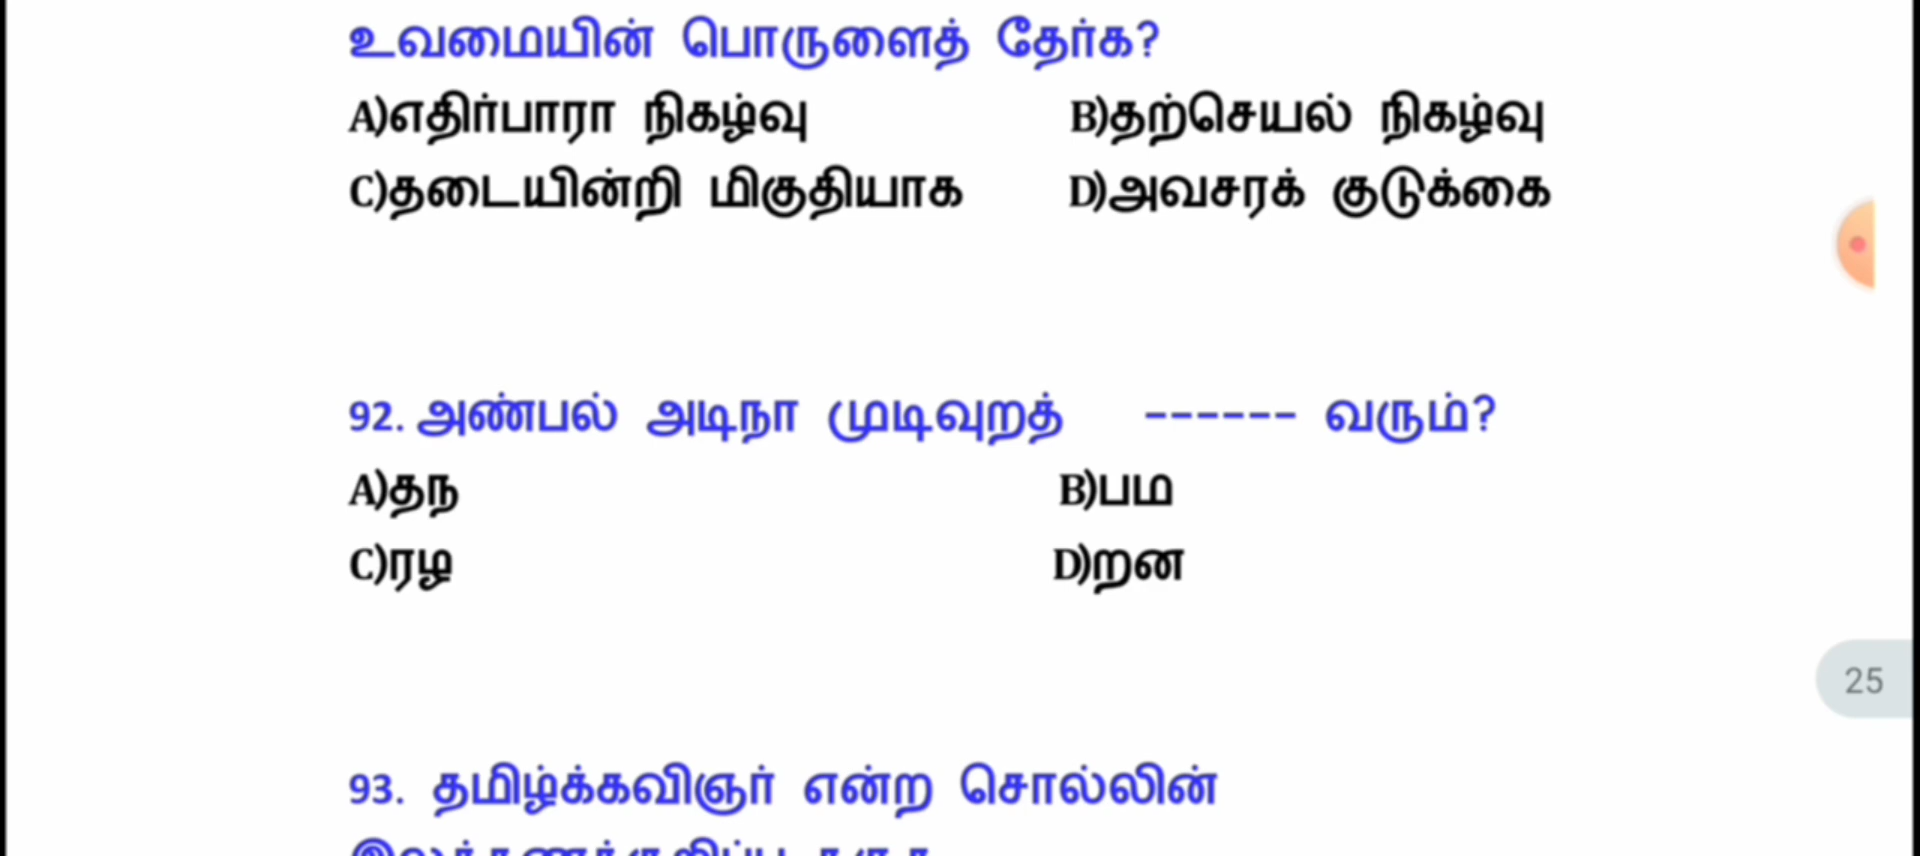 உவமையின் பொருளைத் தேர்க?
A)எதிர்பாரா நிகழ்வு B)தற்செயல் நிகழ்வு
C)தடையின்றி மிகுதியாக D)அவசரக் குடுக்கை
92. அண்பல் அடிநா முடிவுறத் ------ வரும்?
A)தந B)பம
C)ரழ D)றன
25
93. தமிழ்க்கவிஞர் என்ற சொல்லின்